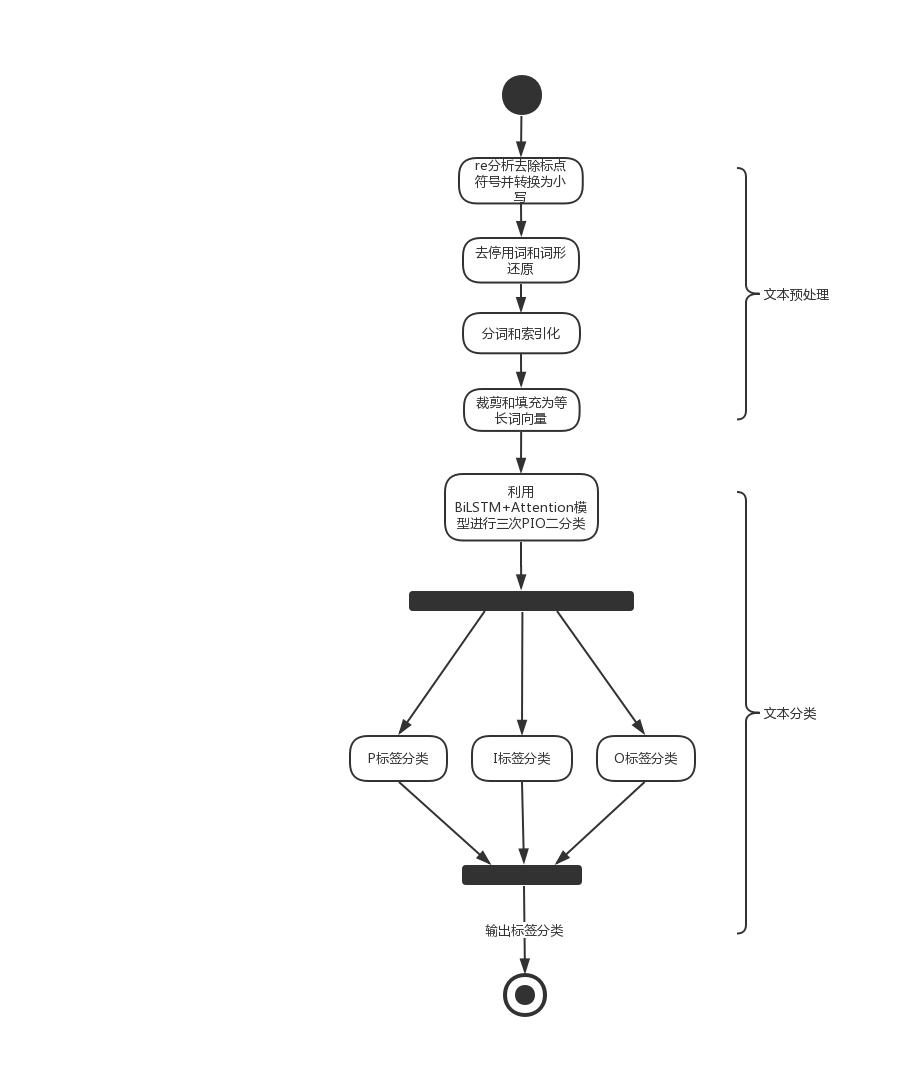 re分析去除标点
符号并转换为小
写
去停用词和词形
还原
文本预处理
分词和索引化
裁剪和填充为等
长词向量
利用
BiLSTM+Attention模
型进行三次PIO二分类
文本分类
P标签分类
I标签分类
O标签分类
输出标签分类